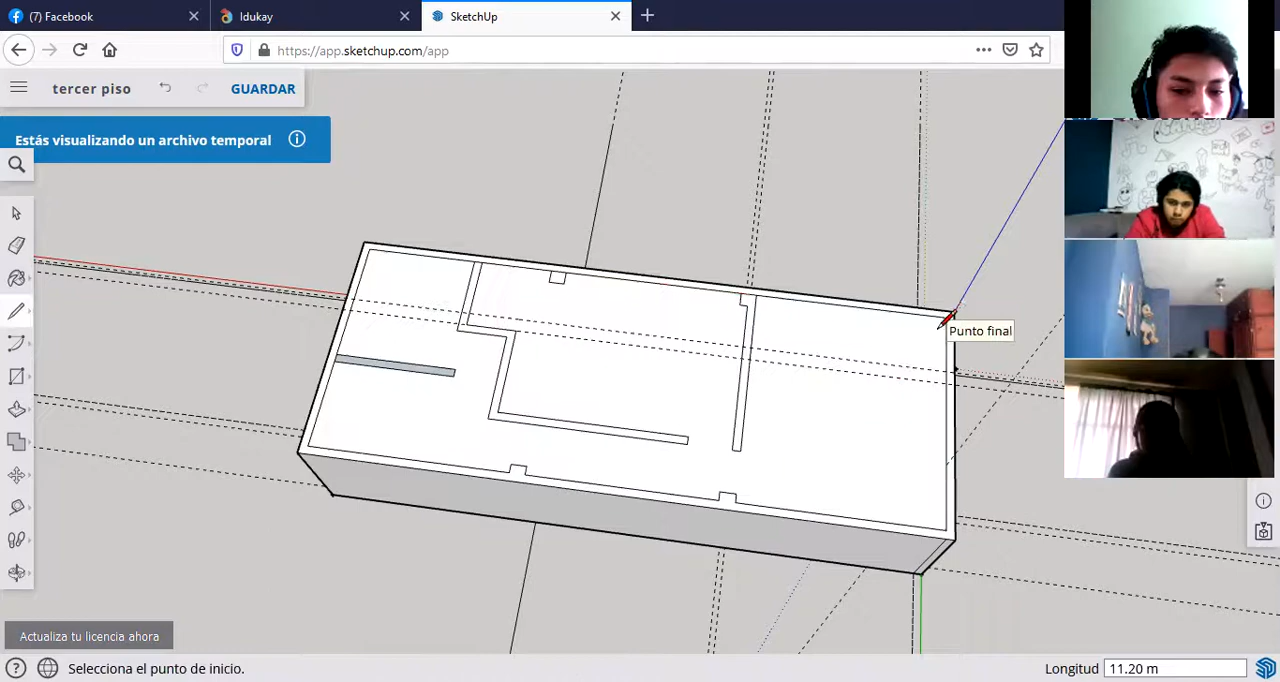 (7) Facebook
Idukay
SketchUp
https://app.sketchup.com/app
tercer piso
GUARDAR
Estás visualizando un archivo temporal
Punto final
Actualiza tu licencia ahora
Selecciona el punto de inicio.
Longitud 11.20 m